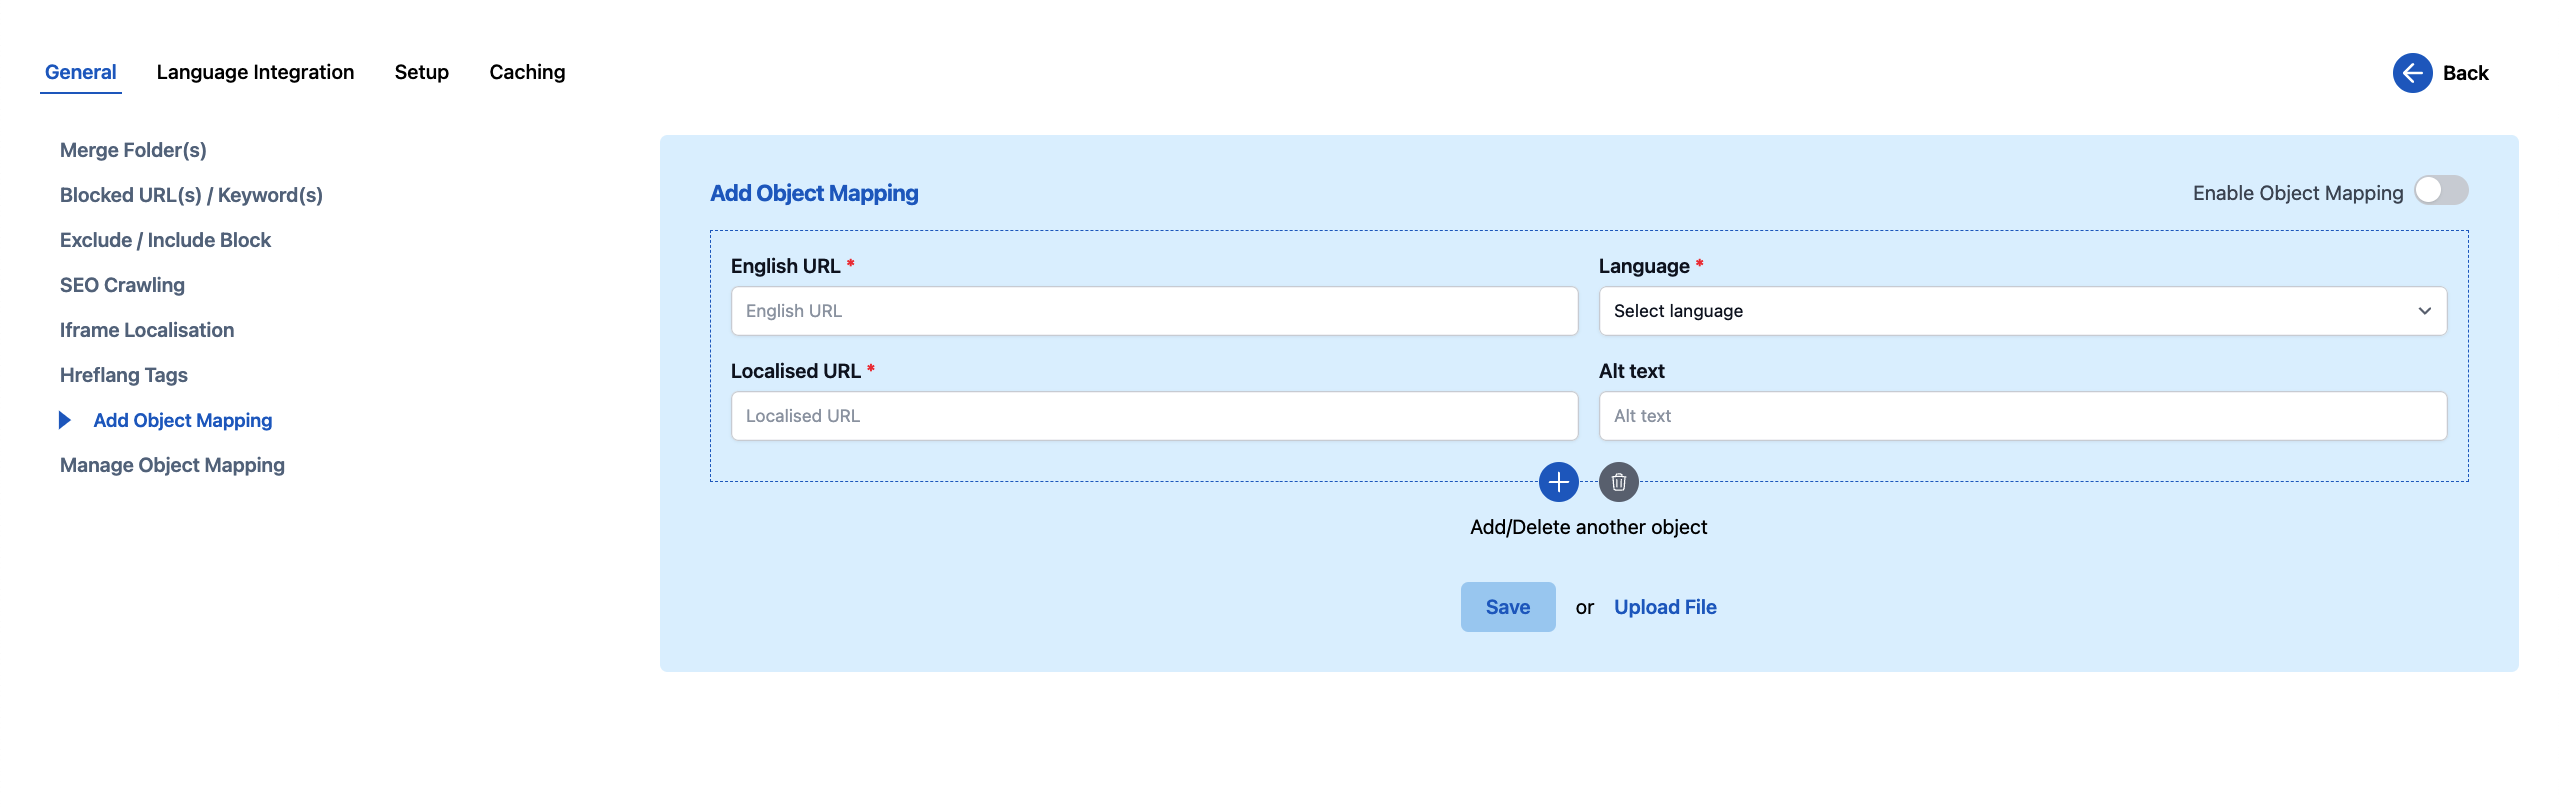 General
Language Integration
Setup
Caching
Back
Merge Folder(s)
Blocked URL(s) / Keyword(s)
Exclude / Include Block
SEO Crawling
Iframe Localisation
Hreflang Tags
Add Object Mapping
Manage Object Mapping
Add Object Mapping
Enable Object Mapping
English URL *
English URL
Language *
Select language
Localised URL *
Localised URL
Alt text
Alt text
Add/Delete another object
Save or Upload File